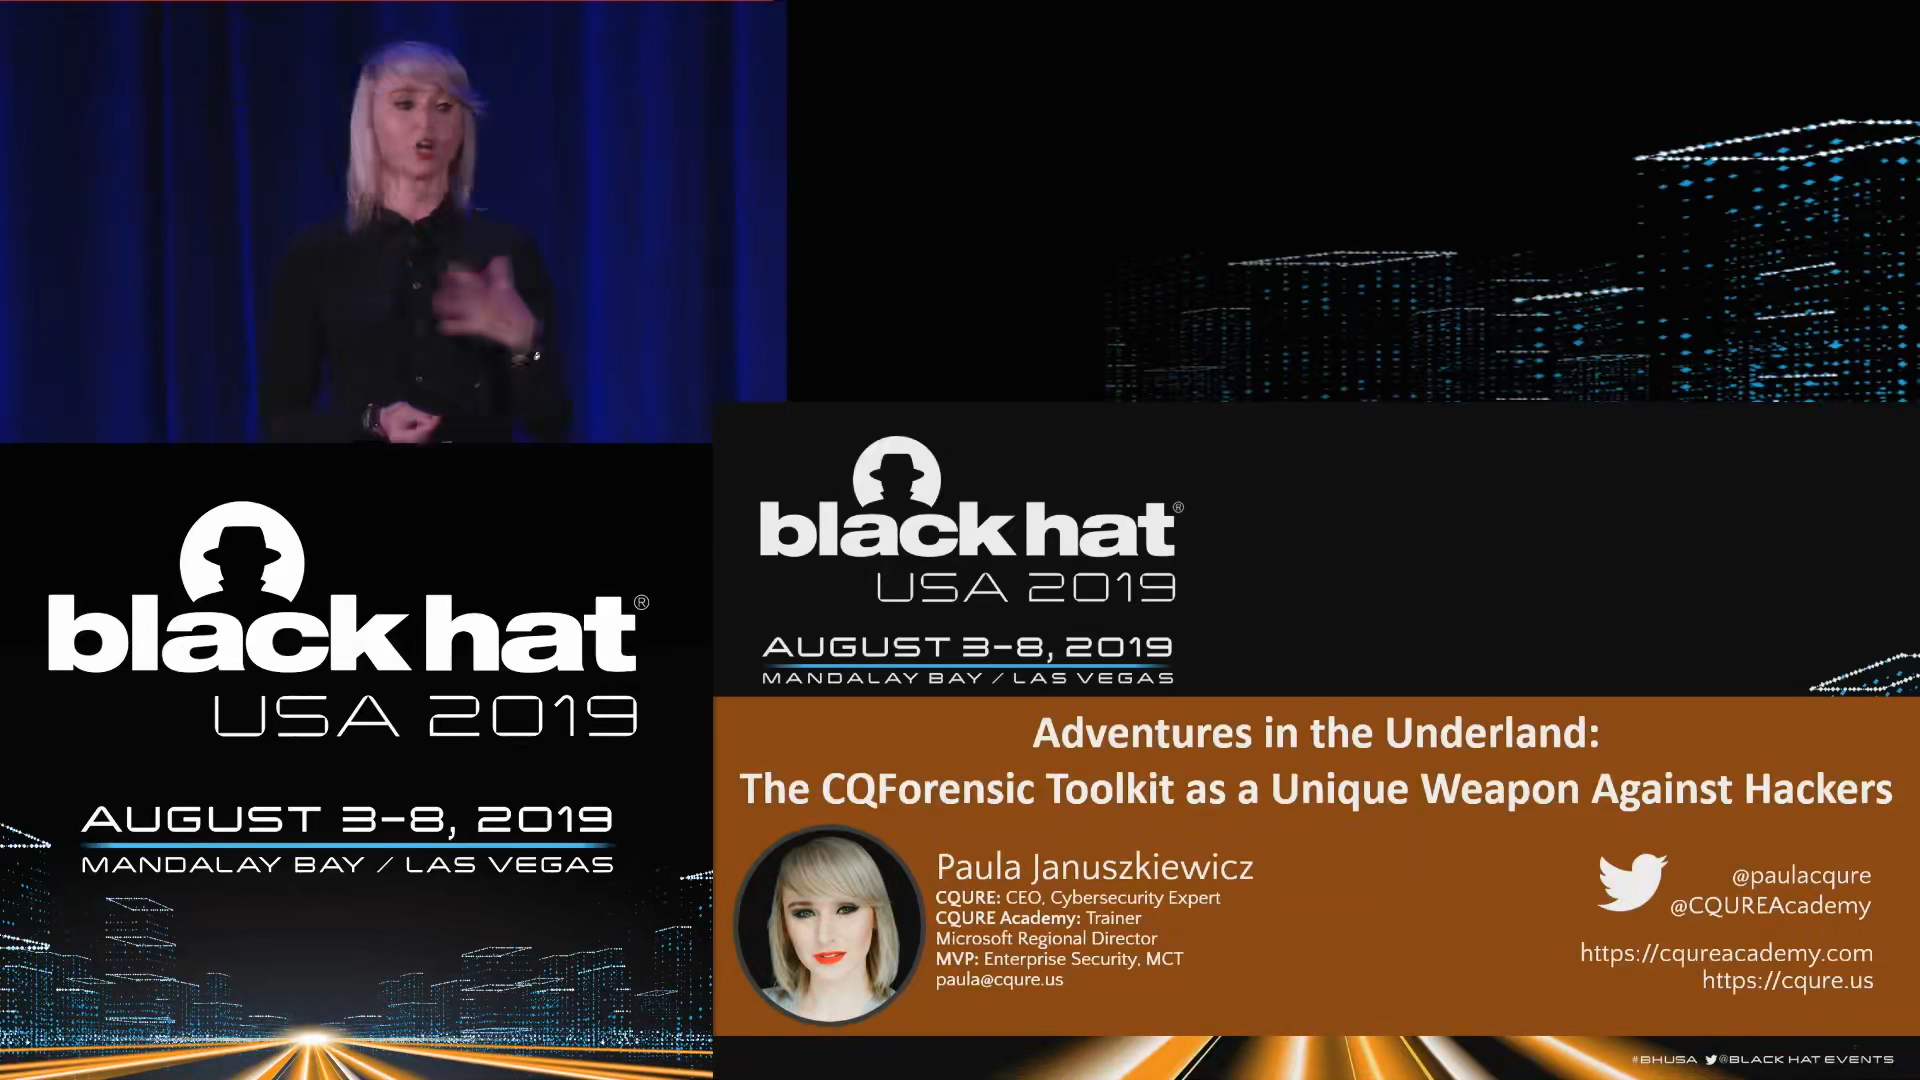 black hat®
USA 2019
AUGUST 3-8, 2019
MANDALAY BAY / LAS VEGAS
black hat®
USA 2019
AUGUST 3-8, 2019
MANDALAY BAY / LAS VEGAS
Adventures in the Underland:
The CQForensic Toolkit as a Unique Weapon Against Hackers
Paula Januszkiewicz
CQURE: CEO, Cybersecurity Expert
CQURE Academy: Trainer
Microsoft Regional Director
MVP: Enterprise Security, MCT
paula@cqure.us
@paulacqure
@CQUREAcademy
https://cqureacademy.com
https://cqure.us
#BHUSA @BLACK HAT EVENTS